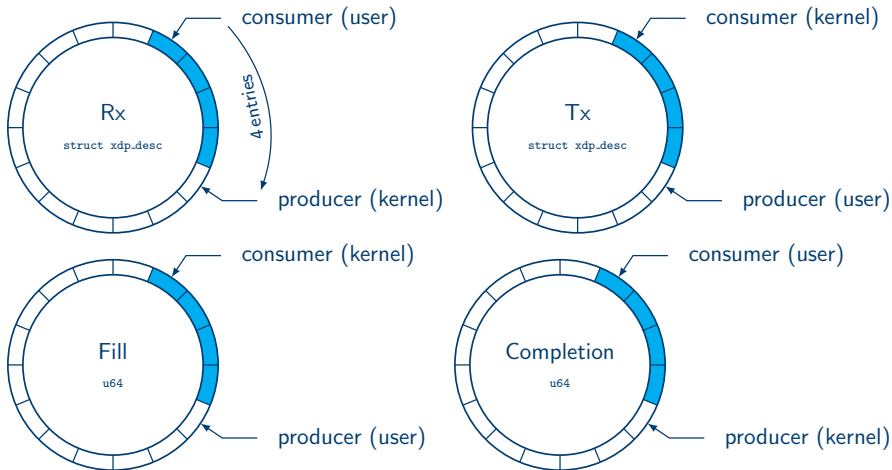 consumer (user)
Rx
struct xdp_desc
4 entries
producer (kernel)
consumer (kernel)
Tx
struct xdp_desc
producer (user)
consumer (kernel)
Fill
u64
producer (user)
consumer (user)
Completion
u64
producer (kernel)